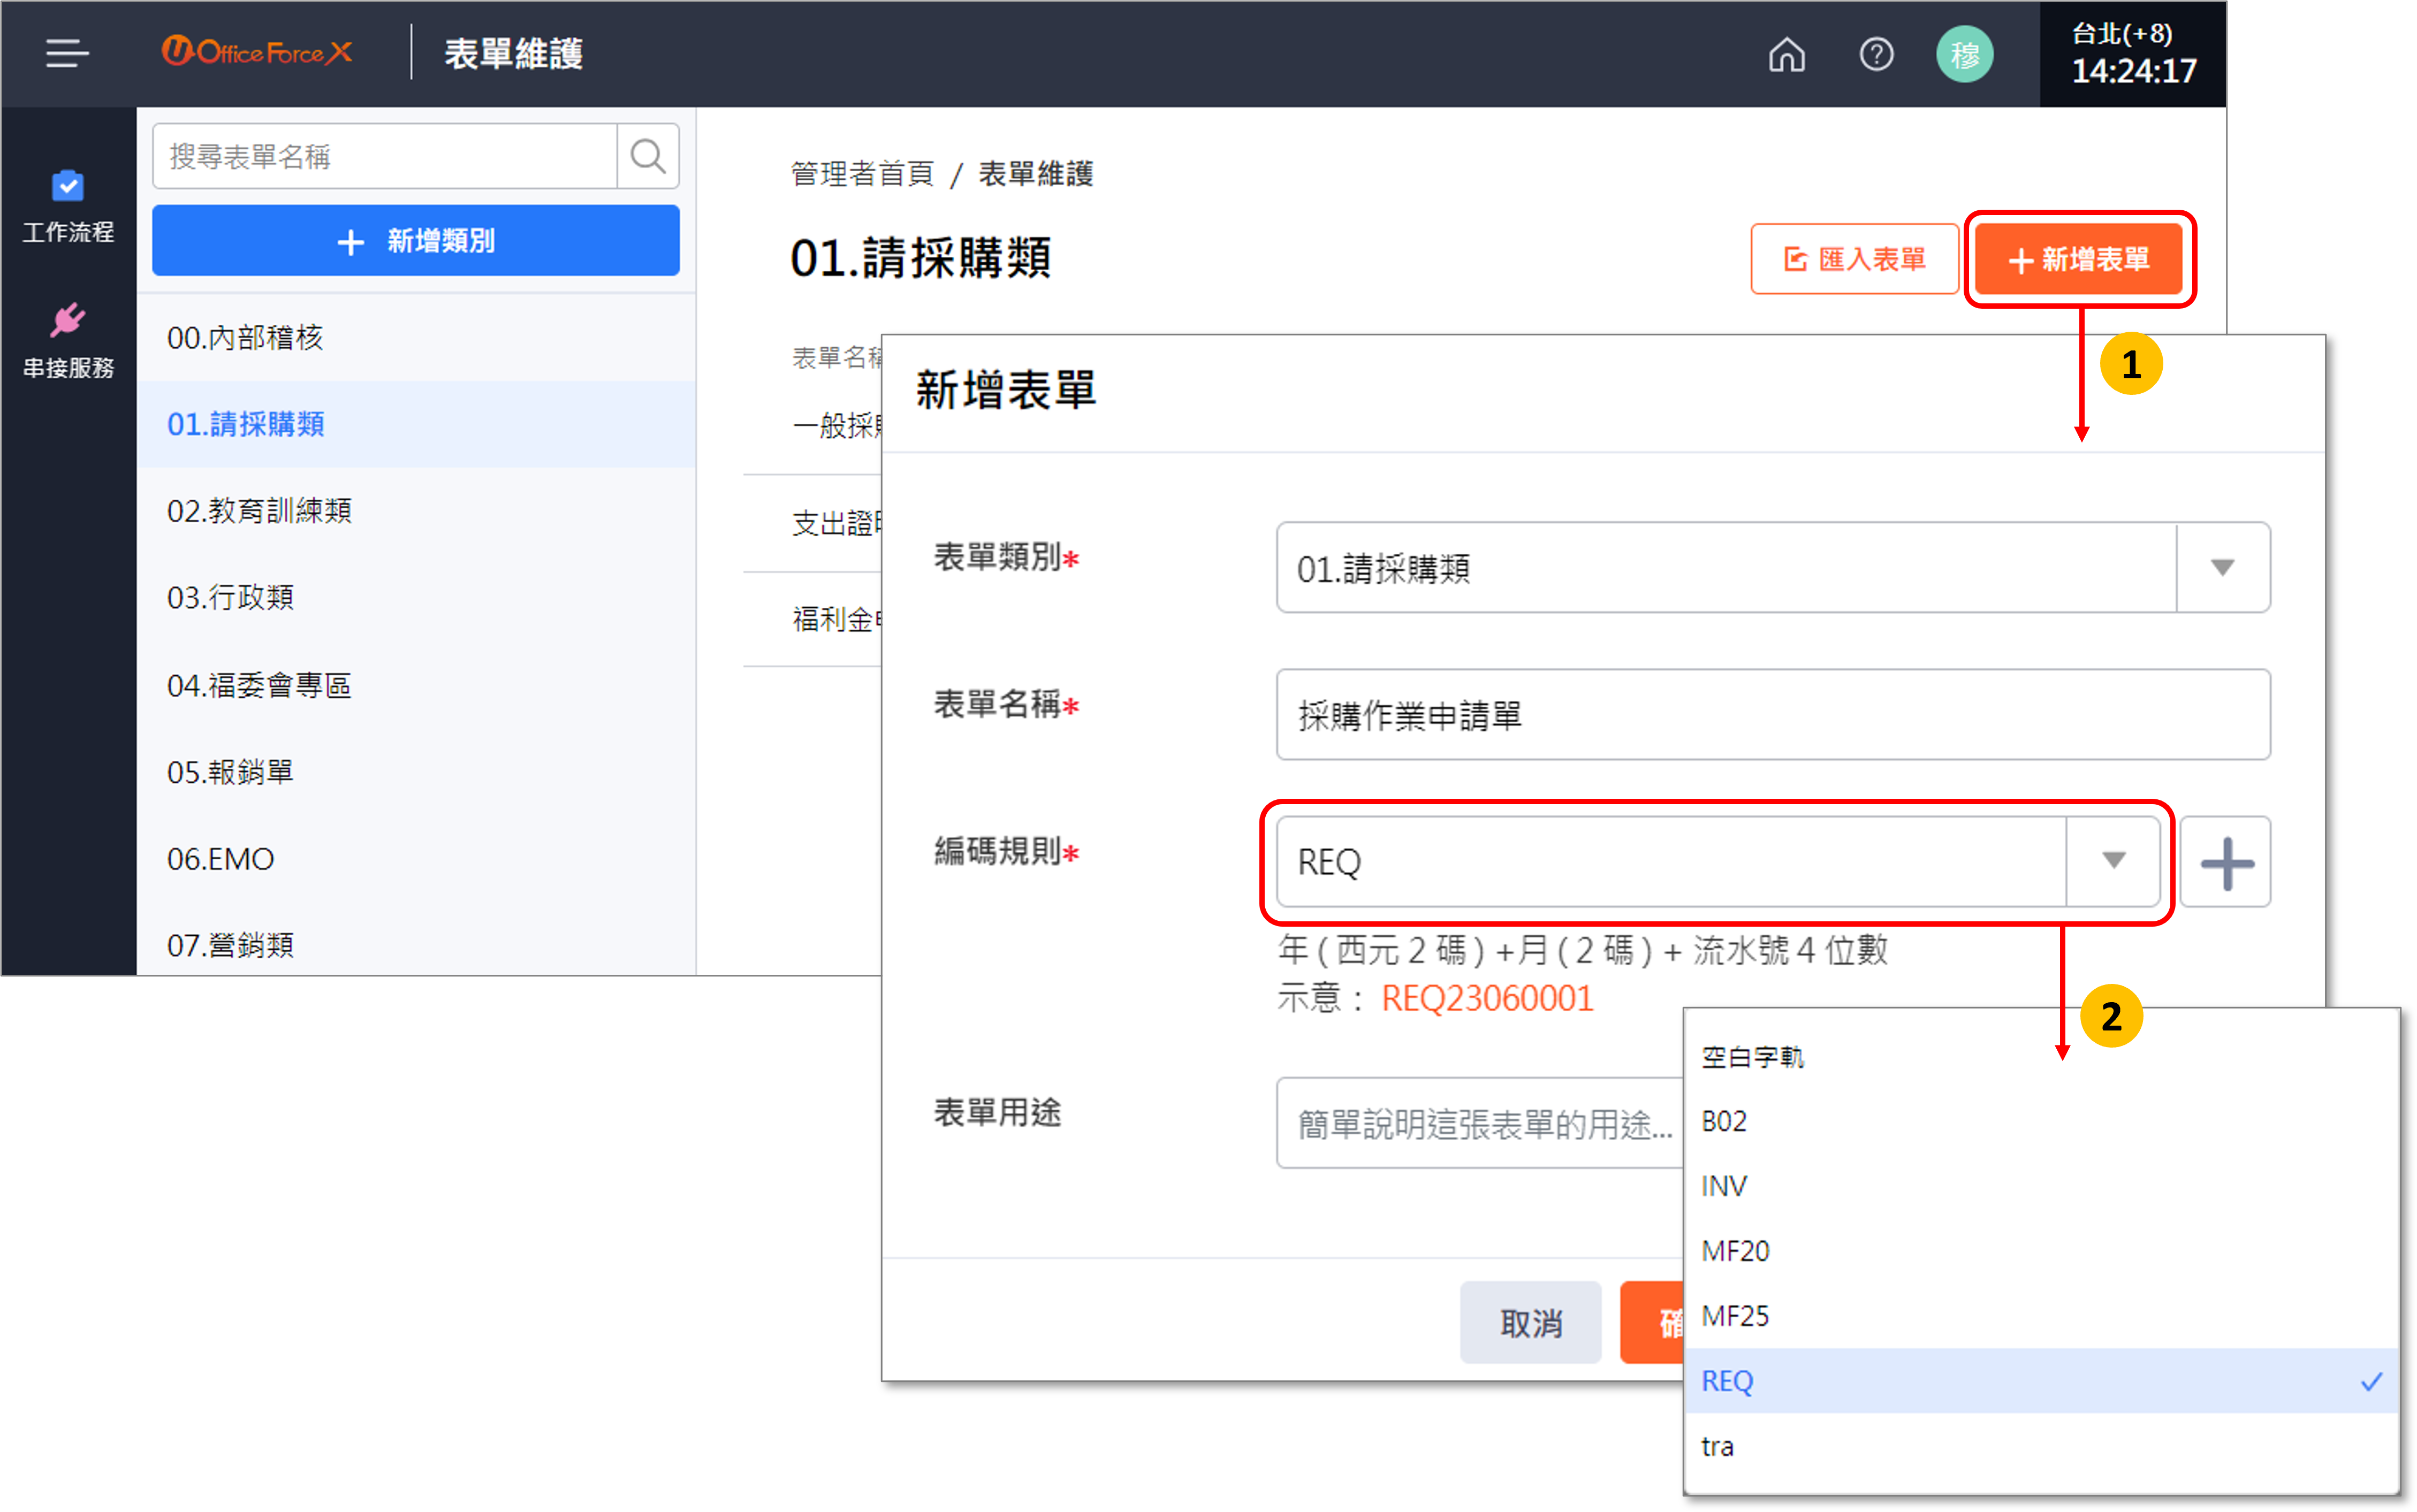 U-Office Force X
表單維護
穆
台北(+8)
14:24:17
工作流程
串接服務
搜尋表單名稱
+ 新增類別
00.內部稽核
01.請採購類
02.教育訓練類
03.行政類
04.福委會專區
05.報銷單
06.EMO
07.營銷類
管理者首頁 / 表單維護
01.請採購類
匯入表單
+新增表單
1
表單名稱
一般採購
支出證明
福利金申
新增表單
表單類別*
01.請採購類
表單名稱*
採購作業申請單
編碼規則*
REQ
年(西元2碼)+月(2碼)+ 流水號4位數
示意： REQ23060001
2
表單用途
簡單說明這張表單的用途...
取消
確
空白字軌
B02
INV
MF20
MF25
REQ
tra